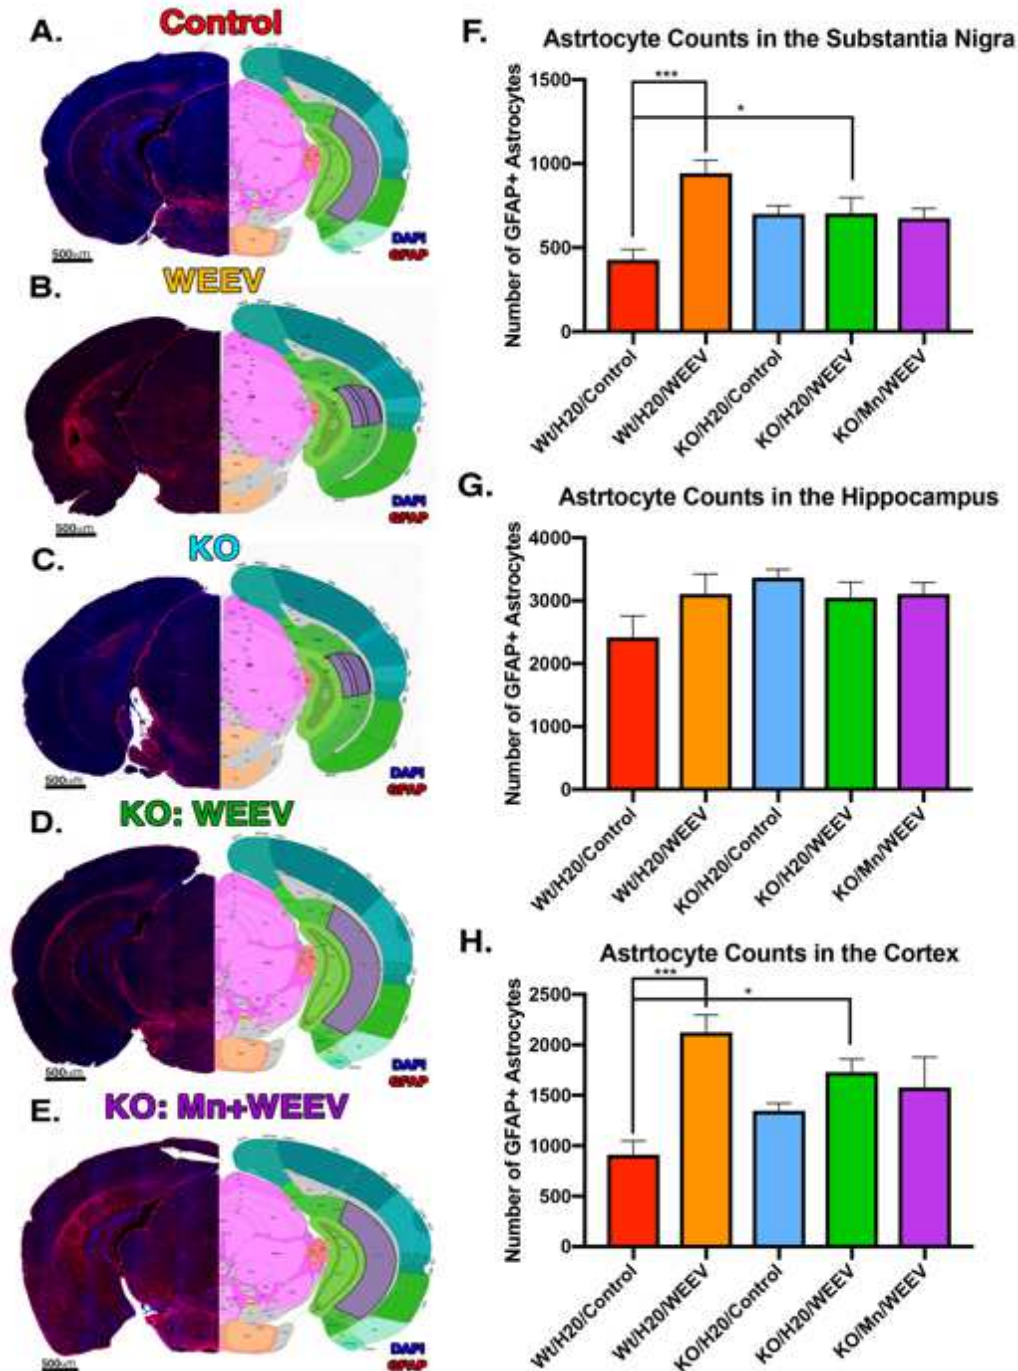 A.
Control
500um
DAPI
GFAP
B.
WEEV
500um
DAPI
GFAP
C.
KO
500um
DAPI
GFAP
D.
KO: WEEV
500um
DAPI
GFAP
E.
KO: Mn+WEEV
500um
DAPI
GFAP
F.
Astrtocyte Counts in the Substantia Nigra
Number of GFAP+ Astrocytes
1500
1000
500
0
***
*
Wt/H20/Control
Wt/H20/WEEV
KO/H20/Control
KO/H20/WEEV
KO/Mn/WEEV
G.
Astrtocyte Counts in the Hippocampus
Number of GFAP+ Astrocytes
4000
3000
2000
1000
0
Wt/H20/Control
Wt/H20/WEEV
KO/H20/Control
KO/H20/WEEV
KO/Mn/WEEV
H.
Astrtocyte Counts in the Cortex
Number of GFAP+ Astrocytes
2500
2000
1500
1000
500
0
***
*
Wt/H20/Control
Wt/H20/WEEV
KO/H20/Control
KO/H20/WEEV
KO/Mn/WEEV